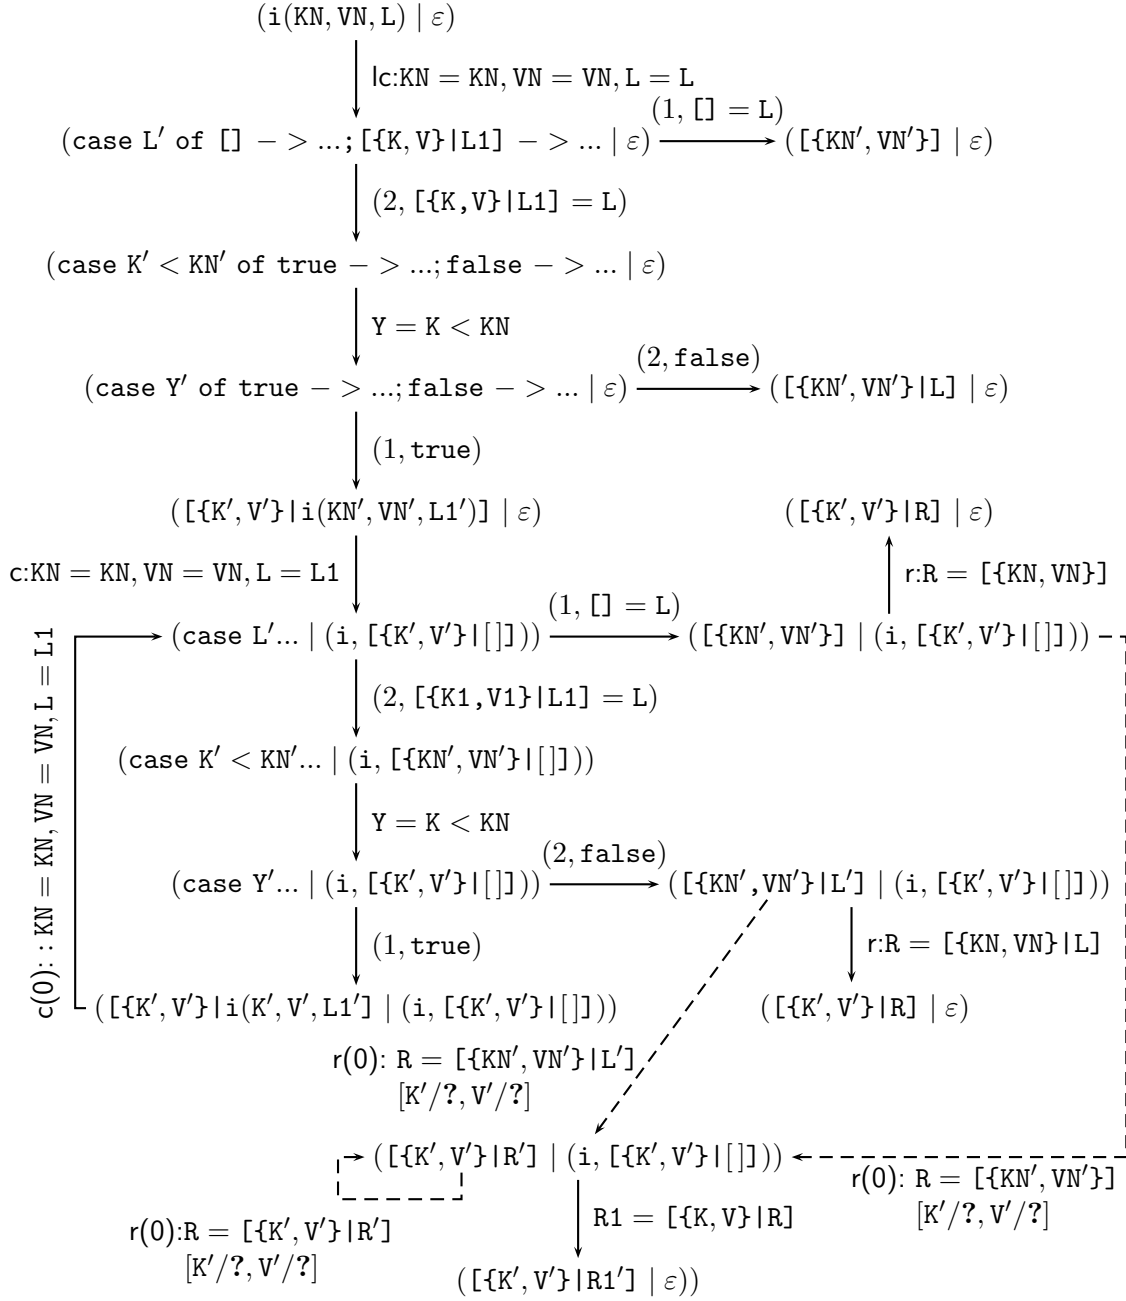 (i(KN, VN, L) | ε)
lc:KN = KN, VN = VN, L = L
(1, [] = L)
(case L′ of [] −> ...; [{K, V}|L1] −> ... | ε)
([{KN′, VN′}] | ε)
(2, [{K,V}|L1] = L)
(case K′ < KN′ of true −> ...; false −> ... | ε)
Y = K < KN
(2, false)
(case Y′ of true −> ...; false −> ... | ε)
([{KN′, VN′}|L] | ε)
(1, true)
([{K′, V′}|i(KN′, VN′, L1′)] | ε)
([{K′, V′}|R] | ε)
c:KN = KN, VN = VN, L = L1
r:R = [{KN, VN}]
(1, [] = L)
(case L′... | (i, [{K′, V′}|[]]))
([{KN′, VN′}] | (i, [{K′, V′}|[]]))
c(0): : KN = KN, VN = VN, L = L1
(2, [{K1,V1}|L1] = L)
(case K′ < KN′... | (i, [{KN′, VN′}|[]]))
Y = K < KN
(2, false)
(case Y′... | (i, [{K′, V′}|[]]))
([{KN′,VN′}|L′] | (i, [{K′, V′}|[]]))
(1, true)
r:R = [{KN, VN}|L]
([{K′, V′}|i(K′, V′, L1′] | (i, [{K′, V′}|[]]))
([{K′, V′}|R] | ε)
r(0): R = [{KN′, VN′}|L′]
[K′/?, V′/?]
([{K′, V′}|R′] | (i, [{K′, V′}|[]]))
r(0): R = [{KN′, VN′}]
[K′/?, V′/?]
r(0):R = [{K′, V′}|R′]
[K′/?, V′/?]
R1 = [{K, V}|R]
([{K′, V′}|R1′] | ε))